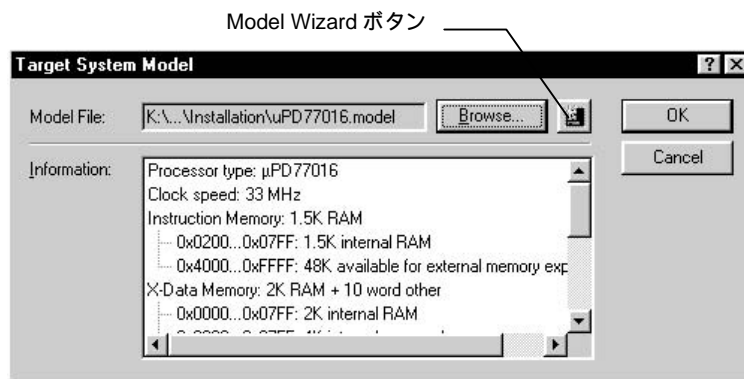 Model Wizard ボタン
Target System Model
Model File: K:\...\Installation\uPD77016.model Browse... OK
Cancel
Information: Processor type: µPD77016
Clock speed: 33 MHz
Instruction Memory: 1.5K RAM
0x0200...0x07FF: 1.5K internal RAM
0x4000...0xFFFF: 48K available for external memory exp
X-Data Memory: 2K RAM + 10 word other
0x0000...0x07FF: 2K internal RAM